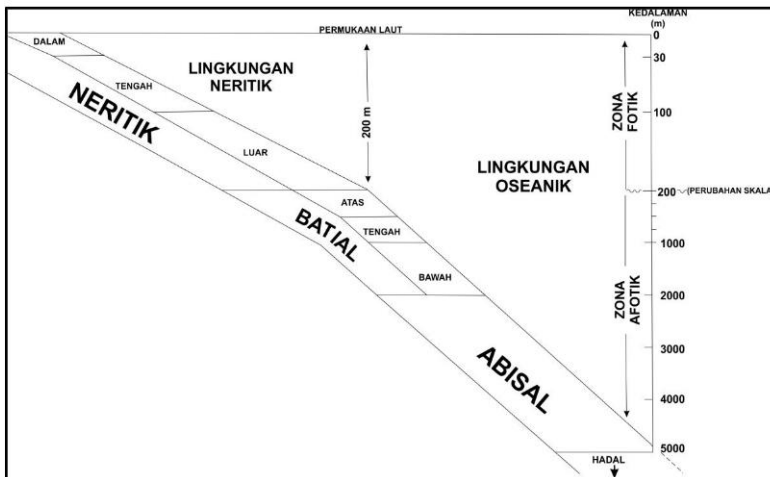 KEDALAMAN
(m)
PERMUKAAN LAUT
0
DALAM
30
TENGAH
LINGKUNGAN
NERITIK
NERITIK
200 m
ZONA
FOTIK
100
LUAR
LINGKUNGAN
OSEANIK
200
(PERUBAHAN SKALA
ATAS
BATIAL
TENGAH
1000
BAWAH
ZONA
AFOTIK
2000
ABISAL
3000
4000
5000
HADAL